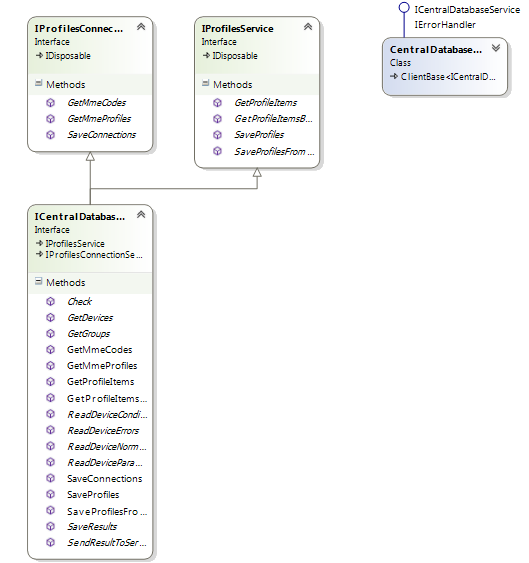 IProfilesConnec...
Interface
IDisposable
Methods
GetMmeCodes
GetMmeProfiles
SaveConnections
IProfilesService
Interface
IDisposable
Methods
GetProfileItems
GetProfileItemsB...
SaveProfiles
SaveProfilesFrom ...
ICentralDatabaseService
IErrorHandler
CentralDatabase...
Class
ClientBase<ICentralD...
ICentralDatabas...
Interface
IProfilesService
IProfilesConnectionSe...
Methods
Check
GetDevices
GetGroups
GetMmeCodes
GetMmeProfiles
GetProfileItems
GetProfileItems...
ReadDeviceCondi...
ReadDeviceErrors
ReadDeviceNorm...
ReadDevicePara...
SaveConnections
SaveProfiles
SaveProfilesFro...
SaveResults
SendResultToSer...